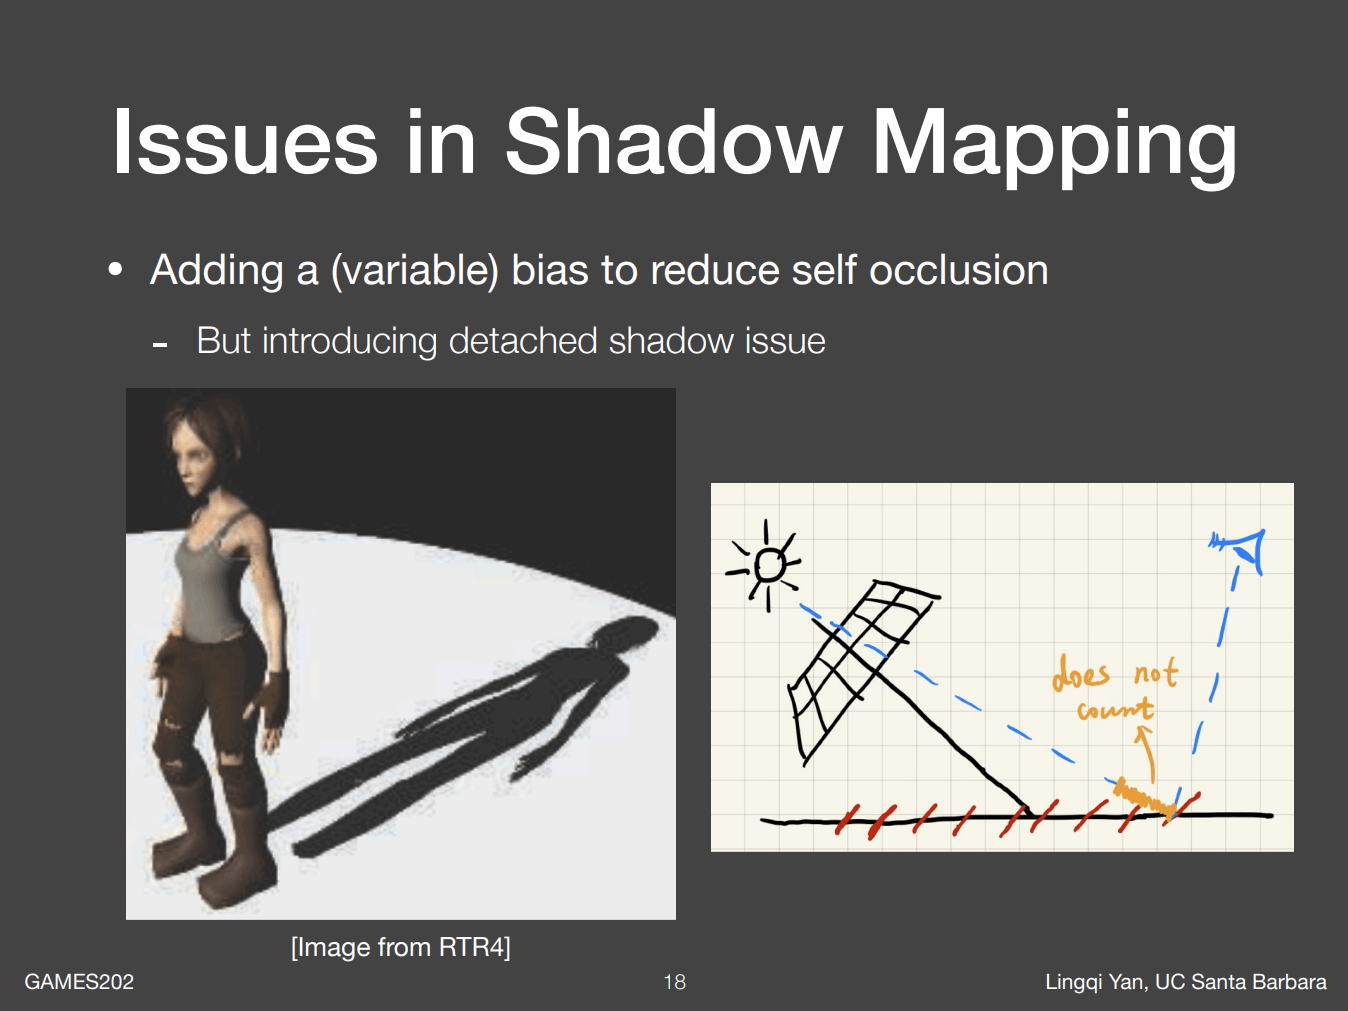 Issues in Shadow Mapping
• Adding a (variable) bias to reduce self occlusion
- But introducing detached shadow issue
does not
count
[Image from RTR4]
GAMES202
18
Lingqi Yan, UC Santa Barbara